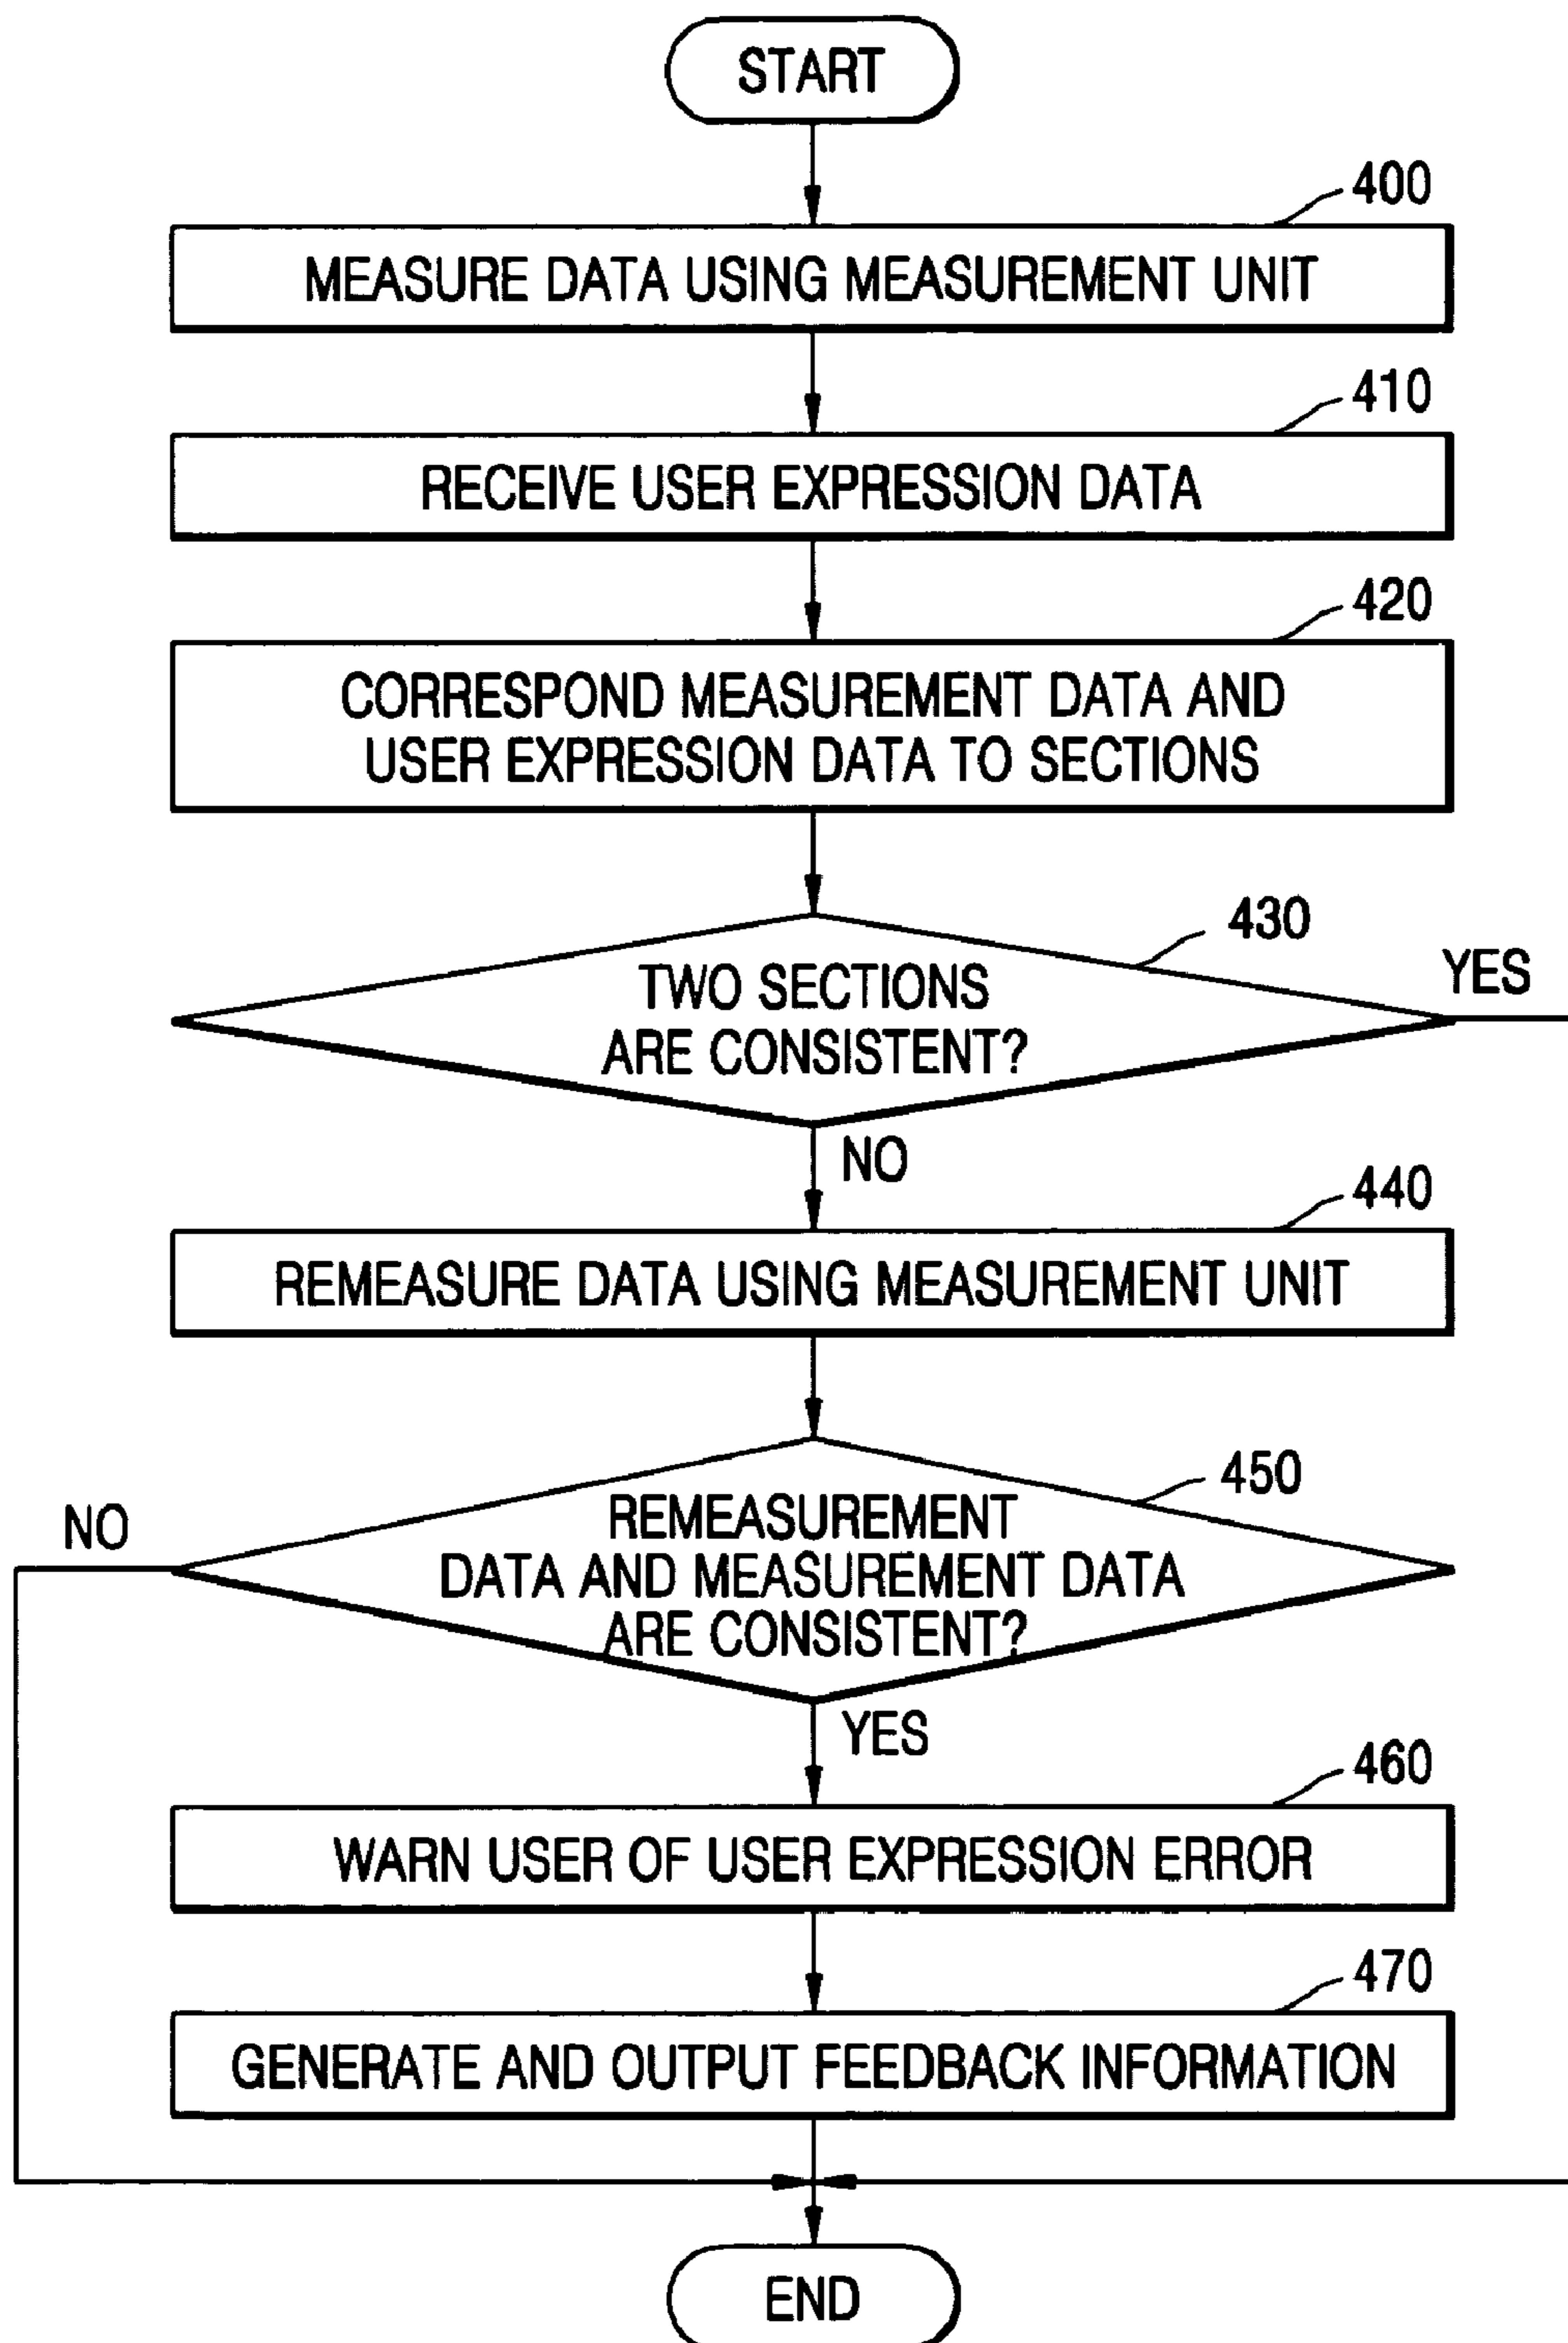 START
400
MEASURE DATA USING MEASUREMENT UNIT
410
RECEIVE USER EXPRESSION DATA
420
CORRESPOND MEASUREMENT DATA AND
USER EXPRESSION DATA TO SECTIONS
430
TWO SECTIONS
ARE CONSISTENT?
YES
NO
440
REMEASURE DATA USING MEASUREMENT UNIT
450
REMEASUREMENT
DATA AND MEASUREMENT DATA
ARE CONSISTENT?
NO
YES
460
WARN USER OF USER EXPRESSION ERROR
470
GENERATE AND OUTPUT FEEDBACK INFORMATION
END